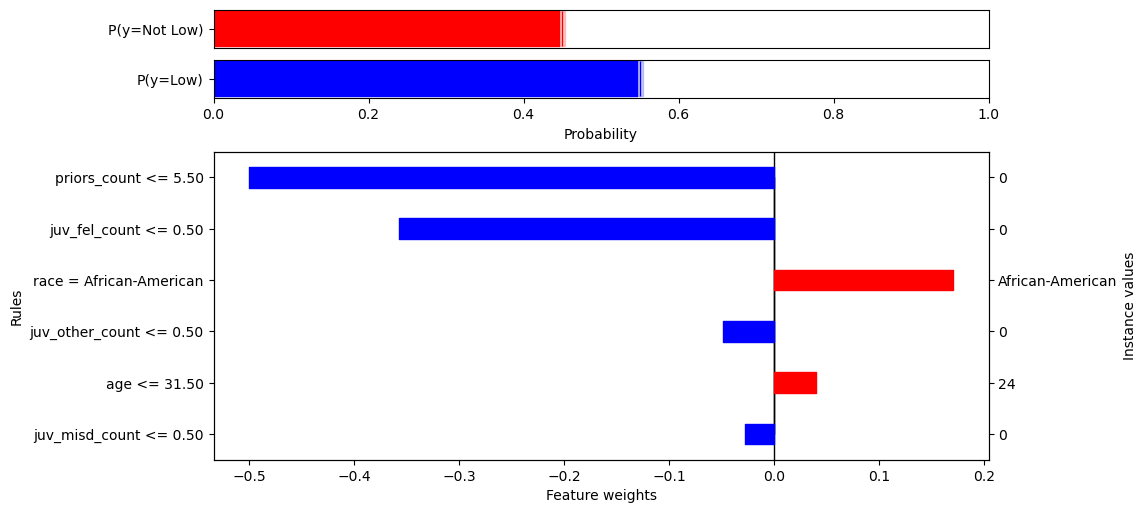 P(y=Not Low)
P(y=Low)
0.0 0.2 0.4 0.6 0.8 1.0
Probability
priors_count <= 5.50 0
juv_fel_count <= 0.50 0
race = African-American African-American
juv_other_count <= 0.50 0
age <= 31.50 24
juv_misd_count <= 0.50 0
Rules
Instance values
−0.5 −0.4 −0.3 −0.2 −0.1 0.0 0.1 0.2
Feature weights